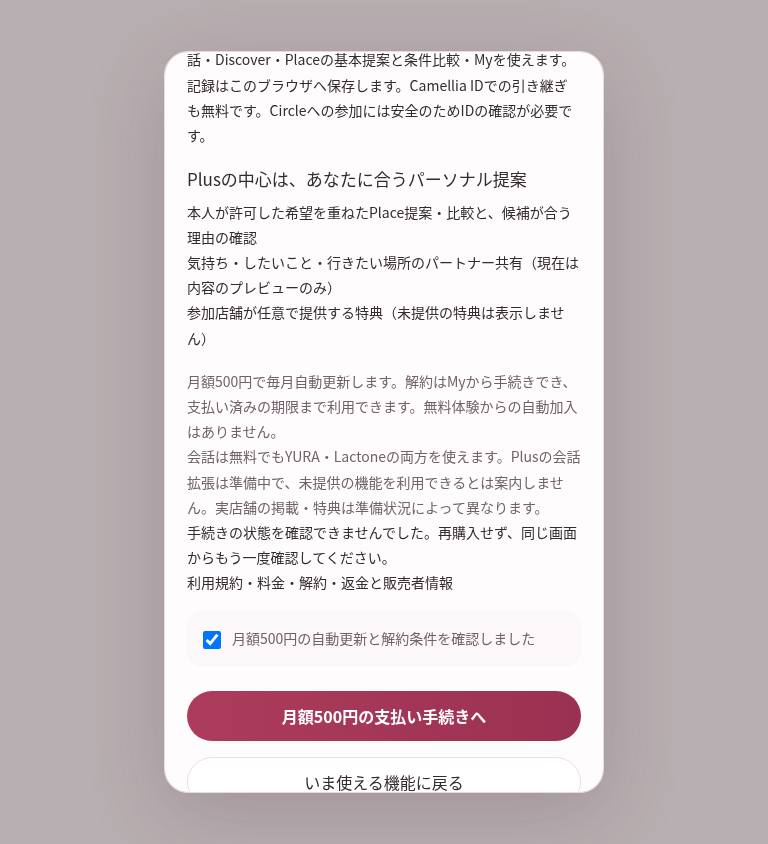 話・Discover・Placeの基本提案と条件比較・Myを使えます。
記録はこのブラウザへ保存します。Camellia IDでの引き継ぎ
も無料です。Circleへの参加には安全のためIDの確認が必要で
す。
Plusの中心は、あなたに合うパーソナル提案
本人が許可した希望を重ねたPlace提案・比較と、候補が合う
理由の確認
気持ち・したいこと・行きたい場所のパートナー共有（現在は
内容のプレビューのみ）
参加店舗が任意で提供する特典（未提供の特典は表示しませ
ん）
月額500円で毎月自動更新します。解約はMyから手続きでき、
支払い済みの期限まで利用できます。無料体験からの自動加入
はありません。
会話は無料でもYURA・Lactoneの両方を使えます。Plusの会話
拡張は準備中で、未提供の機能を利用できるとは案内しませ
ん。実店舗の掲載・特典は準備状況によって異なります。
手続きの状態を確認できませんでした。再購入せず、同じ画面
からもう一度確認してください。
利用規約・料金・解約・返金と販売者情報
月額500円の自動更新と解約条件を確認しました
月額500円の支払い手続きへ
いま使える機能に戻る